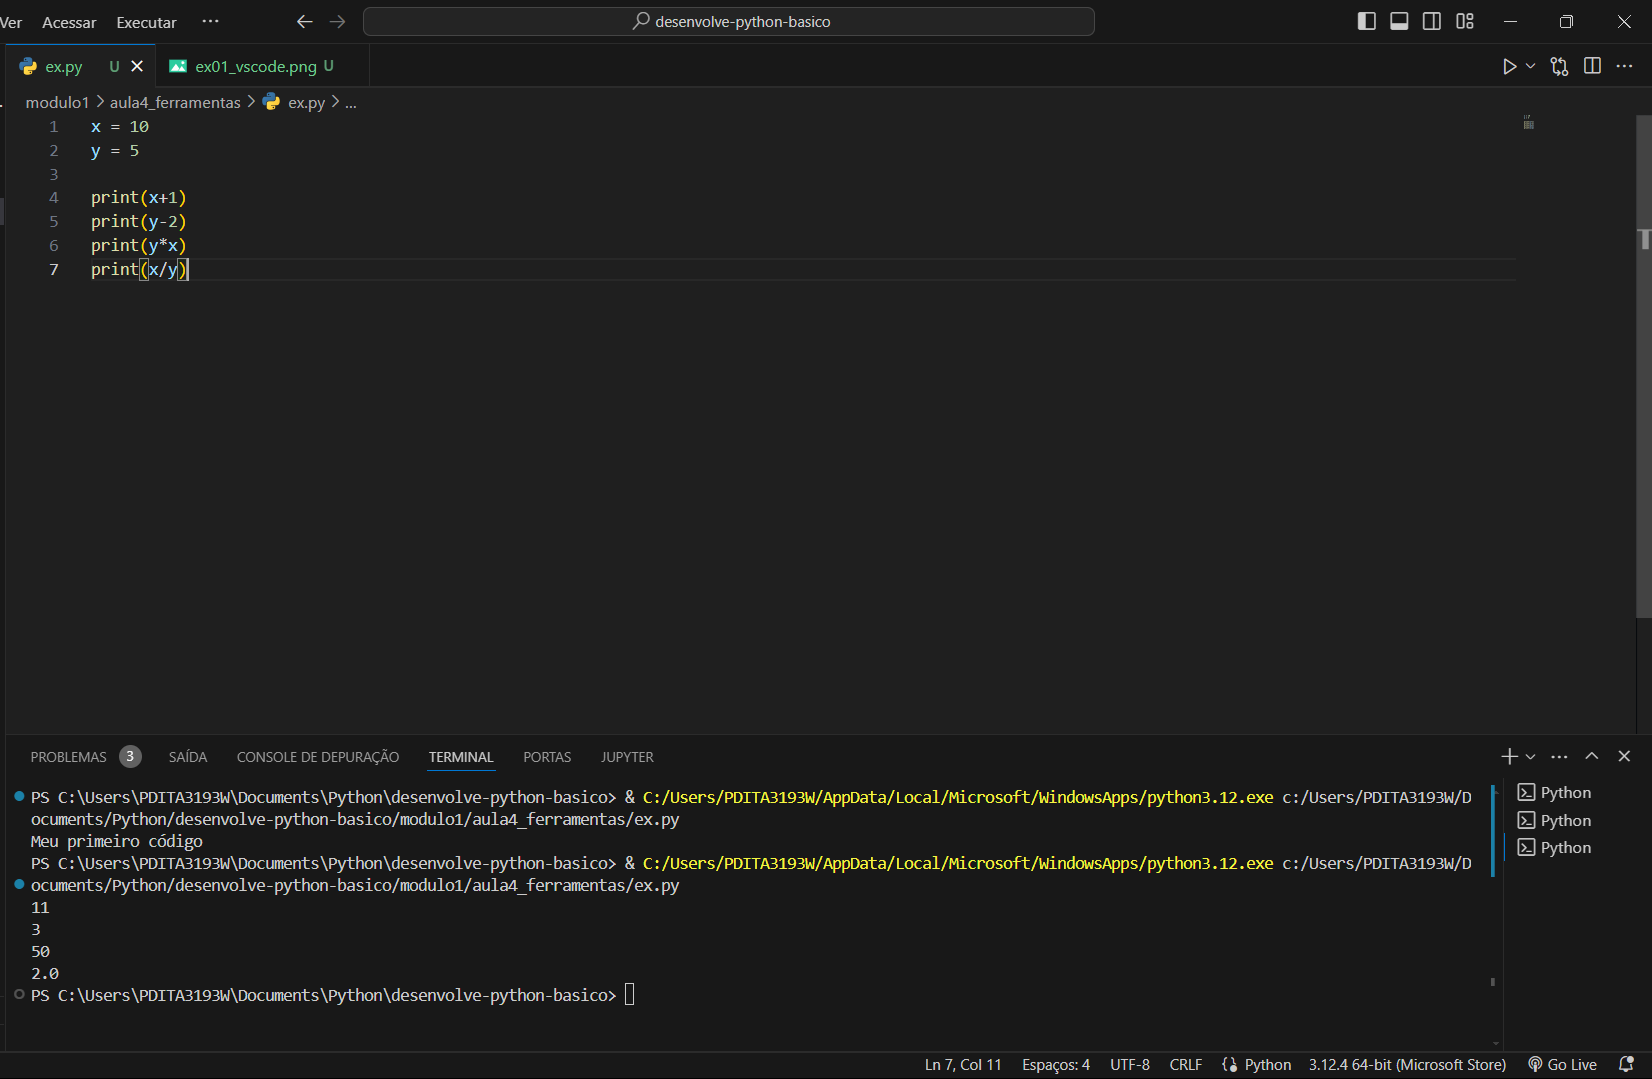 Ver Acessar Executar ··· desenvolve-python-basico
ex.py U ex01_vscode.png U
modulo1 > aula4_ferramentas > ex.py > ...
1 x = 10
2 y = 5
3
4 print(x+1)
5 print(y-2)
6 print(y*x)
7 print(x/y)
PROBLEMAS 3 SAÍDA CONSOLE DE DEPURAÇÃO TERMINAL PORTAS JUPYTER
PS C:\Users\PDITA3193W\Documents\Python\desenvolve-python-basico> & C:/Users/PDITA3193W/AppData/Local/Microsoft/WindowsApps/python3.12.exe c:/Users/PDITA3193W/D
ocuments/Python/desenvolve-python-basico/modulo1/aula4_ferramentas/ex.py
Meu primeiro código
PS C:\Users\PDITA3193W\Documents\Python\desenvolve-python-basico> & C:/Users/PDITA3193W/AppData/Local/Microsoft/WindowsApps/python3.12.exe c:/Users/PDITA3193W/D
ocuments/Python/desenvolve-python-basico/modulo1/aula4_ferramentas/ex.py
11
3
50
2.0
PS C:\Users\PDITA3193W\Documents\Python\desenvolve-python-basico>
Python
Python
Python
Ln 7, Col 11 Espaços: 4 UTF-8 CRLF {} Python 3.12.4 64-bit (Microsoft Store) Go Live